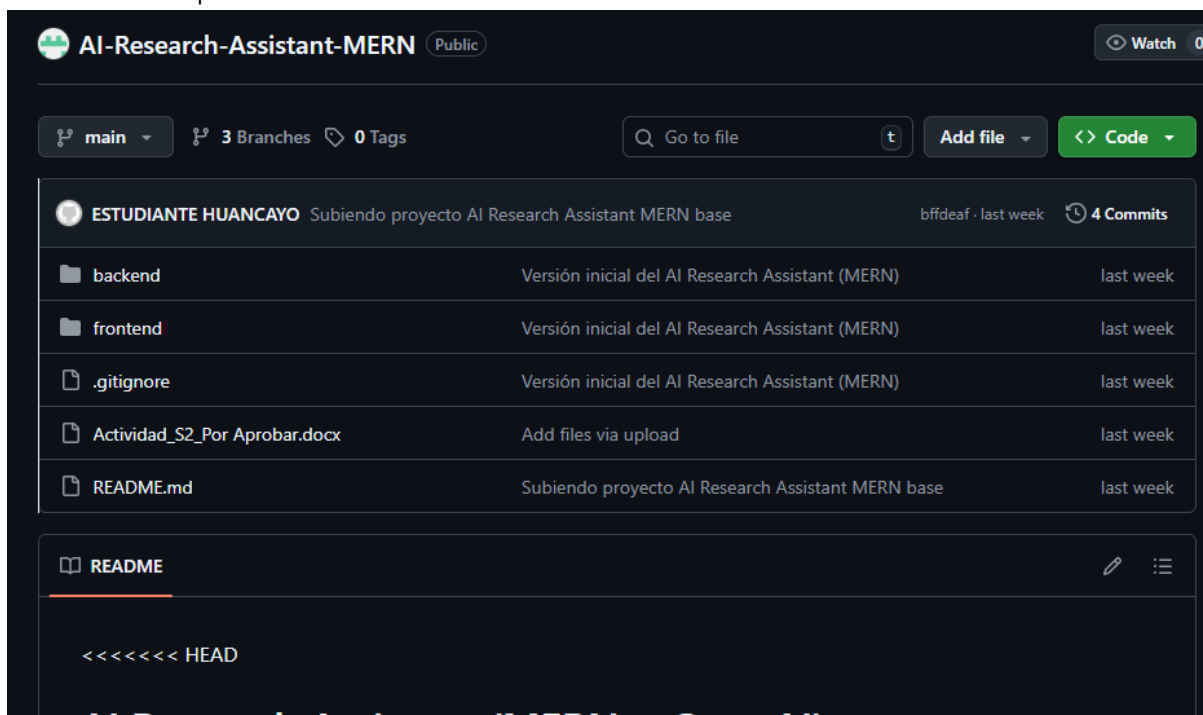 AI-Research-Assistant-MERN Public Watch 0
main 3 Branches 0 Tags Go to file t Add file <> Code
ESTUDIANTE HUANCAYO Subiendo proyecto AI Research Assistant MERN base bffdeaf · last week 4 Commits
backend Versión inicial del AI Research Assistant (MERN) last week
frontend Versión inicial del AI Research Assistant (MERN) last week
.gitignore Versión inicial del AI Research Assistant (MERN) last week
Actividad_S2_Por Aprobar.docx Add files via upload last week
README.md Subiendo proyecto AI Research Assistant MERN base last week
README
<<<<<<< HEAD